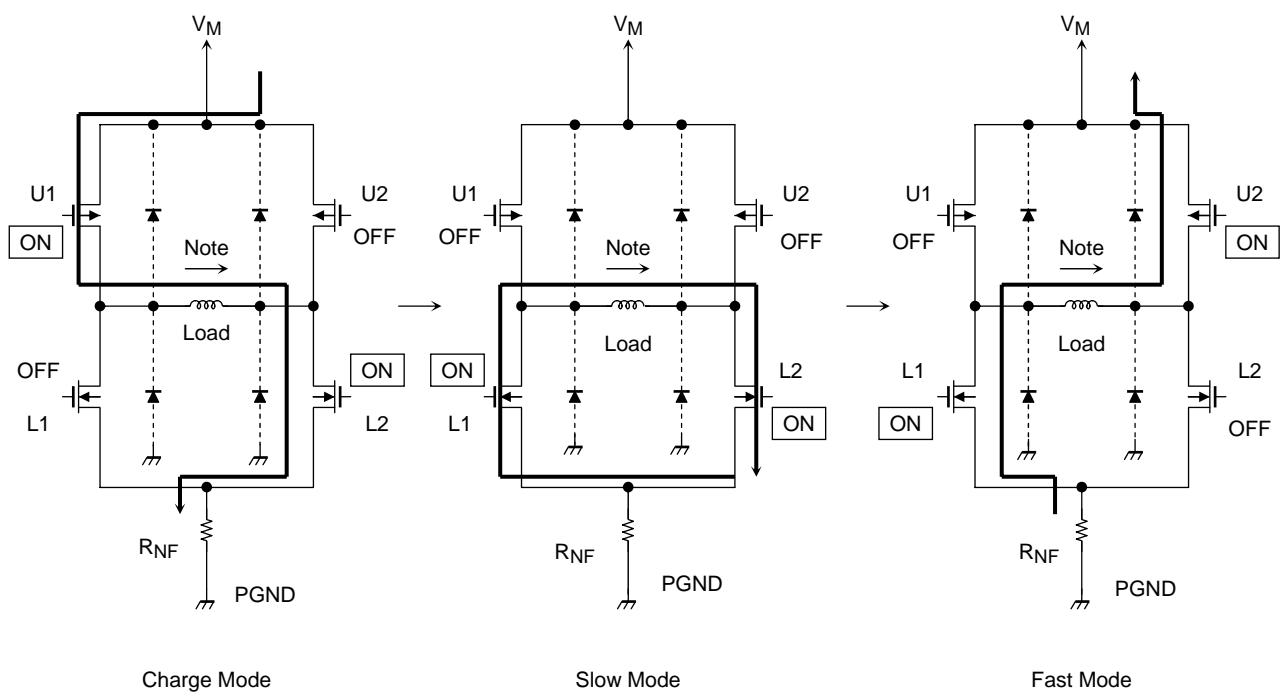 VM
U1
ON
U2
OFF
Note
Load
OFF
L1
ON
L2
RNF
PGND
Charge Mode
VM
U1
OFF
U2
OFF
Note
Load
ON
L1
L2
ON
RNF
PGND
Slow Mode
VM
U1
OFF
U2
ON
Note
Load
L1
ON
L2
OFF
RNF
PGND
Fast Mode